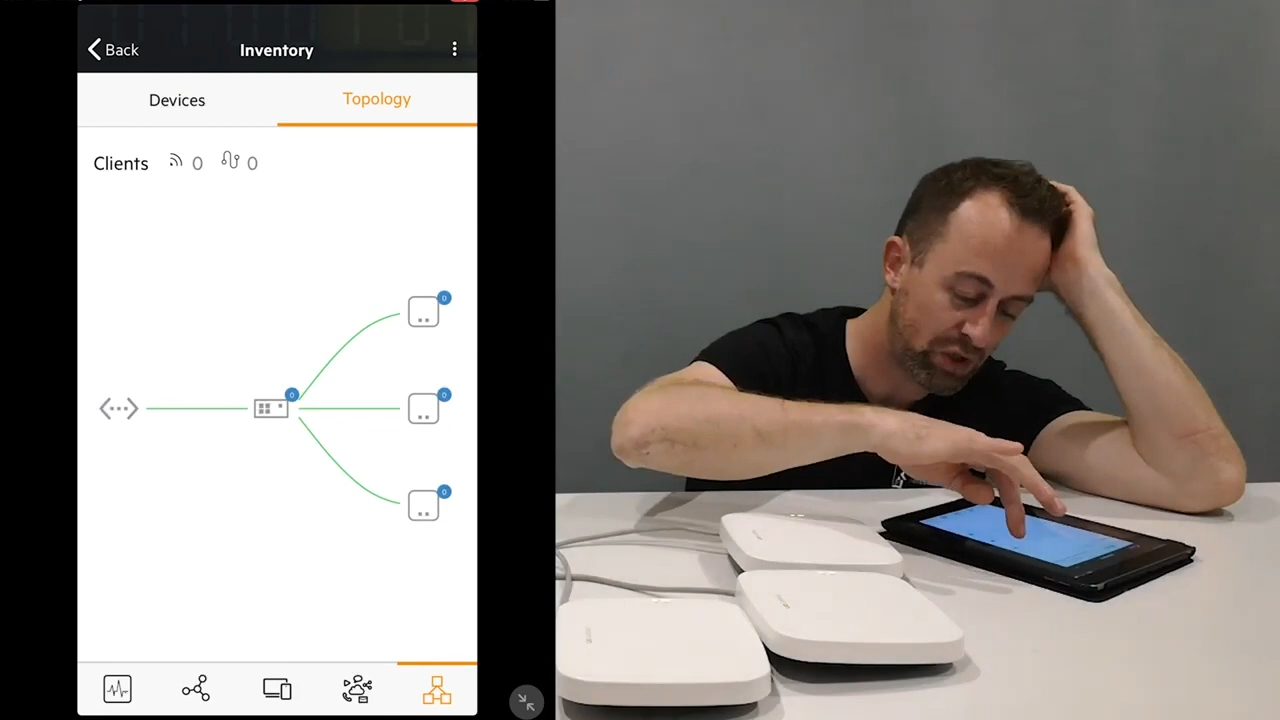 Back
Inventory
Devices
Topology
Clients 0 0
0
0
0
0